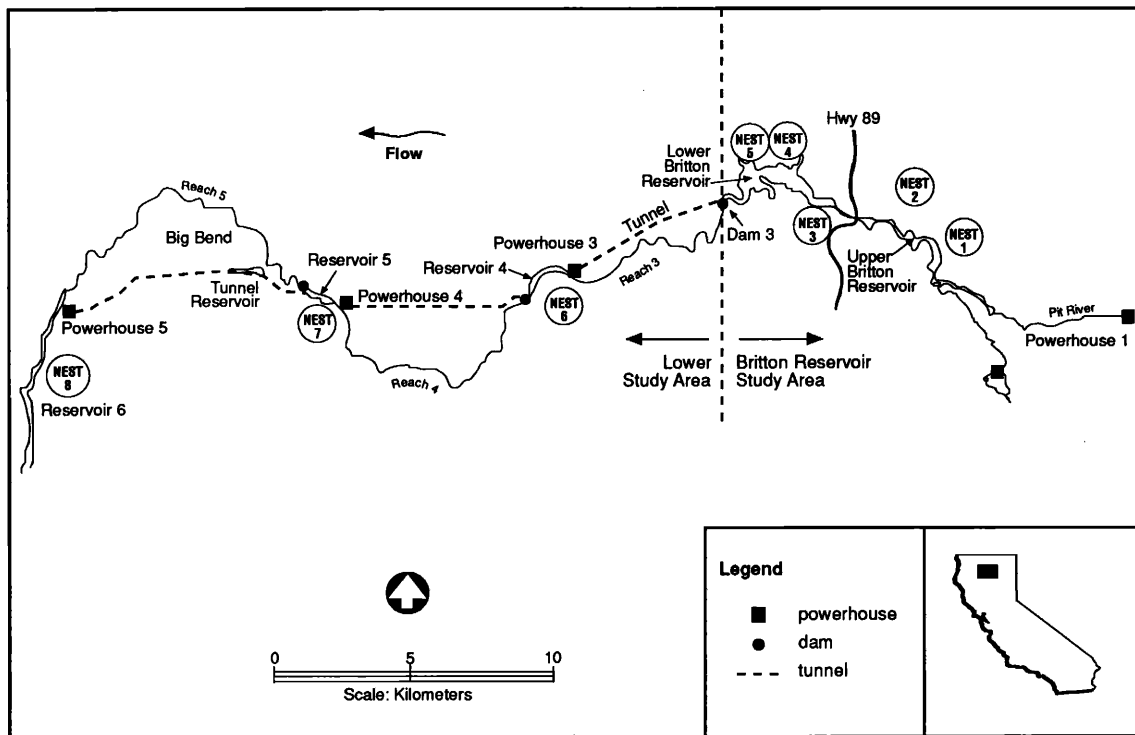 Hwy 89
NEST
5
NEST
4
Lower
Britton
Reservoir
Flow
NEST
2
Reach 5
Tunnel
NEST
3
NEST
1
Big Bend
Dam 3
Powerhouse 3
Reservoir 5
Reservoir 4
Reach 3
Upper
Britton
Reservoir
Tunnel
Reservoir
Powerhouse 4
NEST
6
Pit River
Powerhouse 5
NEST
7
Powerhouse 1
Lower
Study Area
Britton Reservoir
Study Area
NEST
8
Reach 4
Reservoir 6
Legend
powerhouse
dam
tunnel
0
5
10
Scale: Kilometers